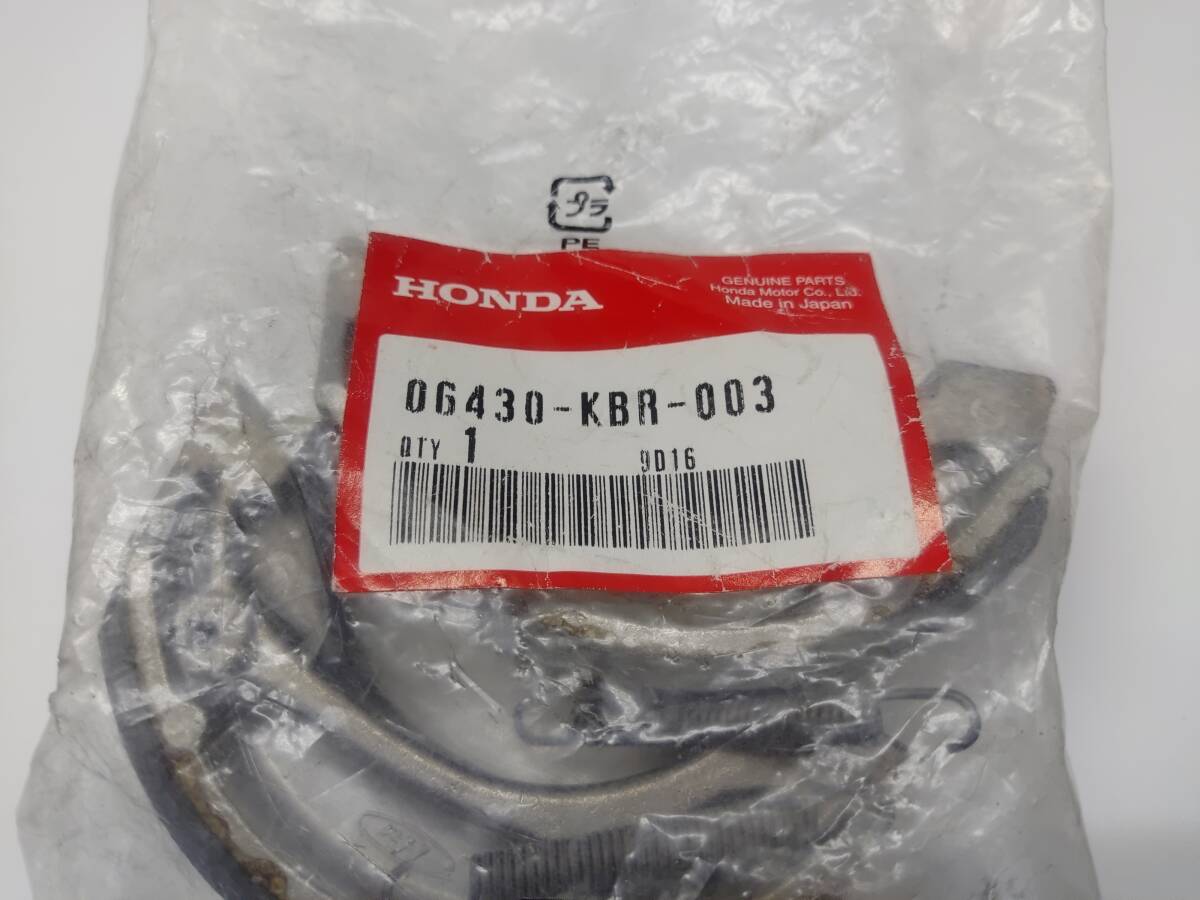 プラ
PE
HONDA
GENUINE PARTS
Honda Motor Co., Ltd.
Made in Japan
06430-KBR-003
QTY 1 9D16